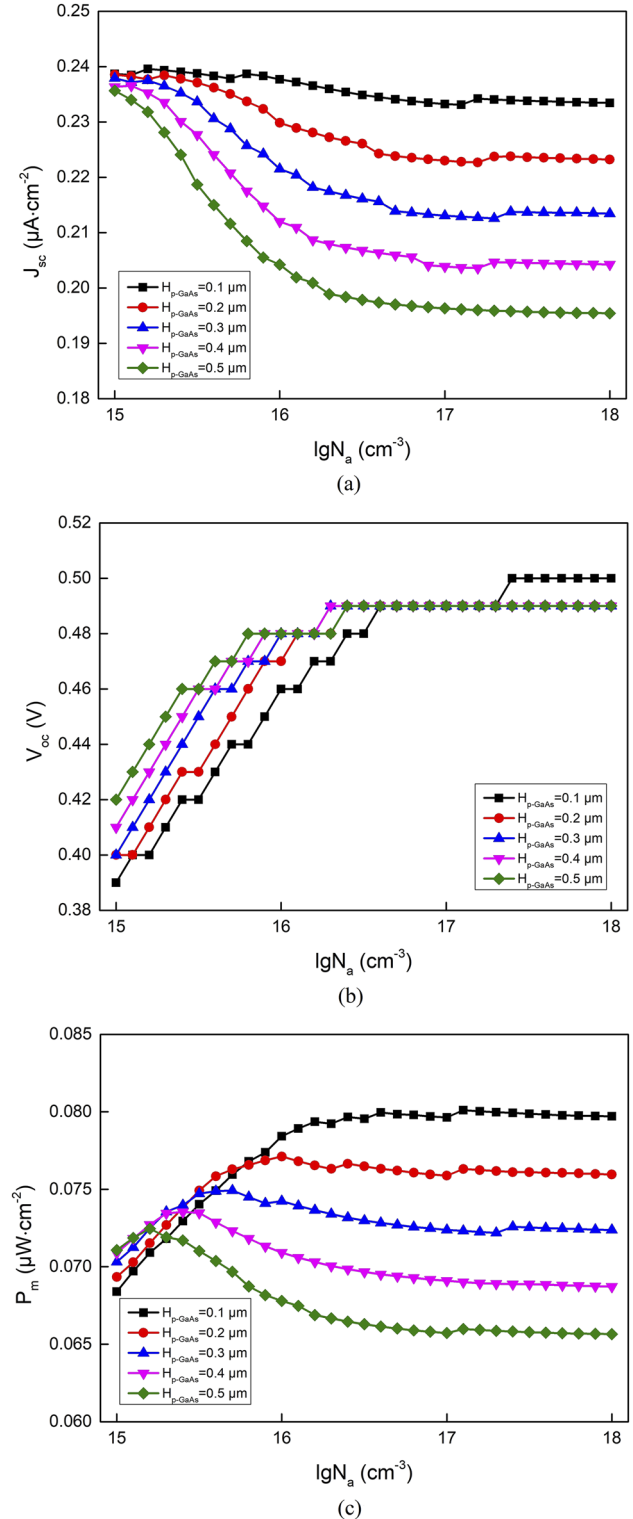 0.25
0.24
0.23
0.22
0.21
0.20
0.19
0.18
J_sc (μA·cm⁻²)
H_p-GaAs=0.1 μm
H_p-GaAs=0.2 μm
H_p-GaAs=0.3 μm
H_p-GaAs=0.4 μm
H_p-GaAs=0.5 μm
15 16 17 18
lgN_a (cm⁻³)
(a)
0.52
0.50
0.48
0.46
0.44
0.42
0.40
0.38
V_oc (V)
H_p-GaAs=0.1 μm
H_p-GaAs=0.2 μm
H_p-GaAs=0.3 μm
H_p-GaAs=0.4 μm
H_p-GaAs=0.5 μm
15 16 17 18
lgN_a (cm⁻³)
(b)
0.085
0.080
0.075
0.070
0.065
0.060
P_m (μW·cm⁻²)
H_p-GaAs=0.1 μm
H_p-GaAs=0.2 μm
H_p-GaAs=0.3 μm
H_p-GaAs=0.4 μm
H_p-GaAs=0.5 μm
15 16 17 18
lgN_a (cm⁻³)
(c)